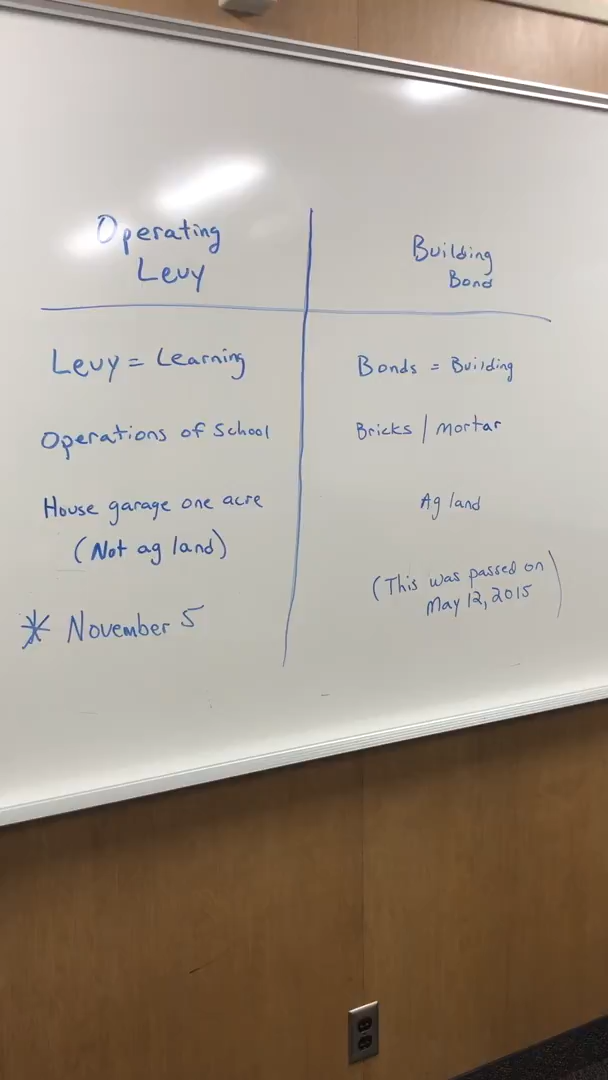 Operating
Levy
Levy = Learning
Operations of School
House garage one acre
(Not ag land)
* November 5
Building
Bond
Bonds = Building
Bricks / Mortar
Ag land
(This was passed on
May 12, 2015)